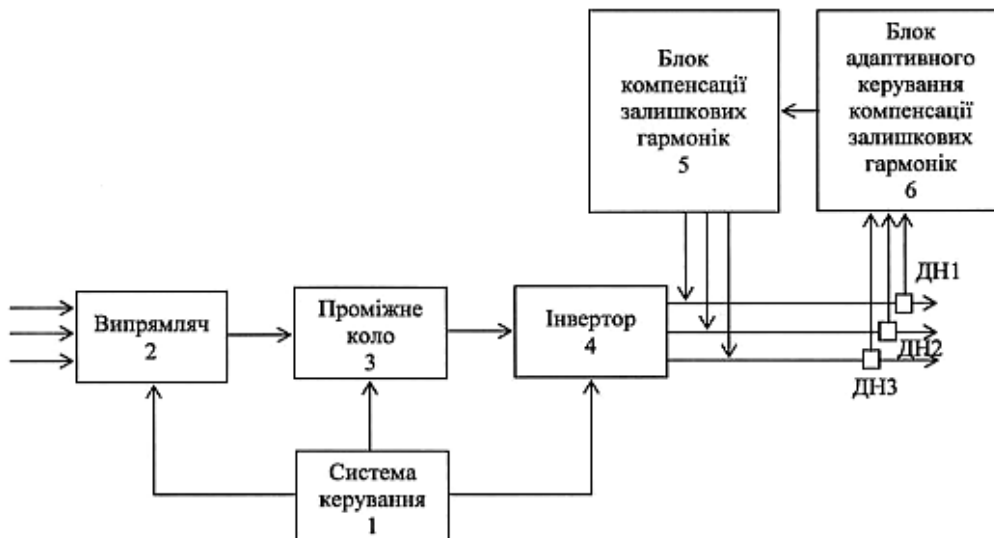 Блок
компенсації
залишкових
гармонік
5
Блок
адаптивного
керування
компенсації
залишкових
гармонік
6
ДН1
ДН2
ДН3
Випрямляч
2
Проміжне
коло
3
Інвертор
4
Система
керування
1